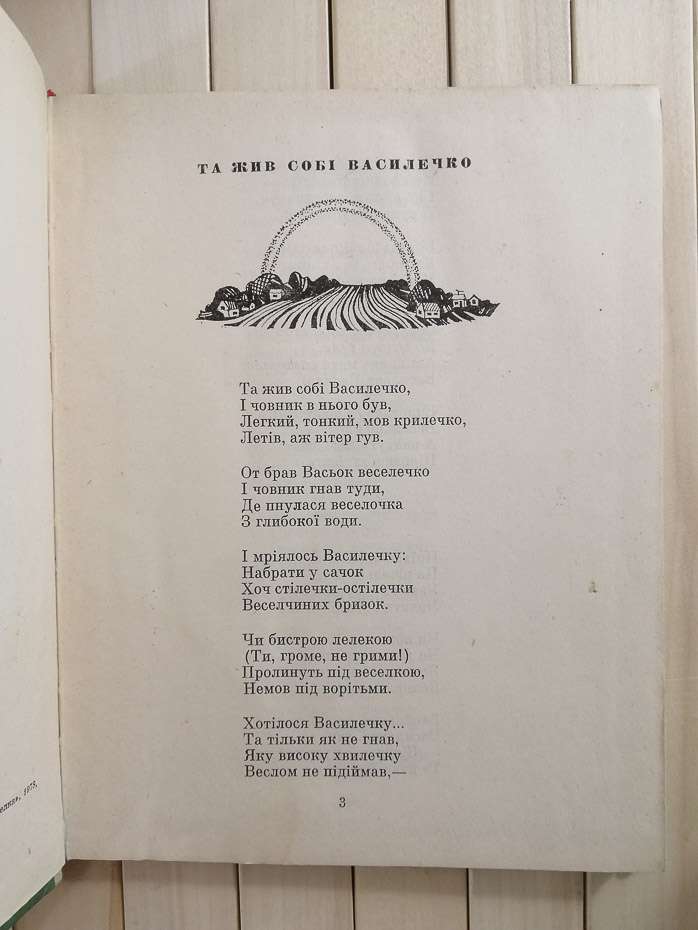 ТА ЖИВ СОБІ ВАСИЛЕЧКО
Та жив собі Василечко,
І човник в нього був,
Легкий, тонкий, мов крилечко,
Летів, аж вітер гув.
От брав Васьок веселечко
І човник гнав туди,
Де пнулася веселочка
З глибокої води.
І мріялось Василечку:
Набрати у сачок
Хоч стілечки-остілечки
Веселчиних бризок.
Чи бистрою лелекою
(Ти, громе, не грими!)
Пролинуть під веселкою,
Немов під ворітьми.
Хотілося Василечку...
Та тільки як не гнав,
Яку високу хвилечку
Веслом не підіймав,—
3